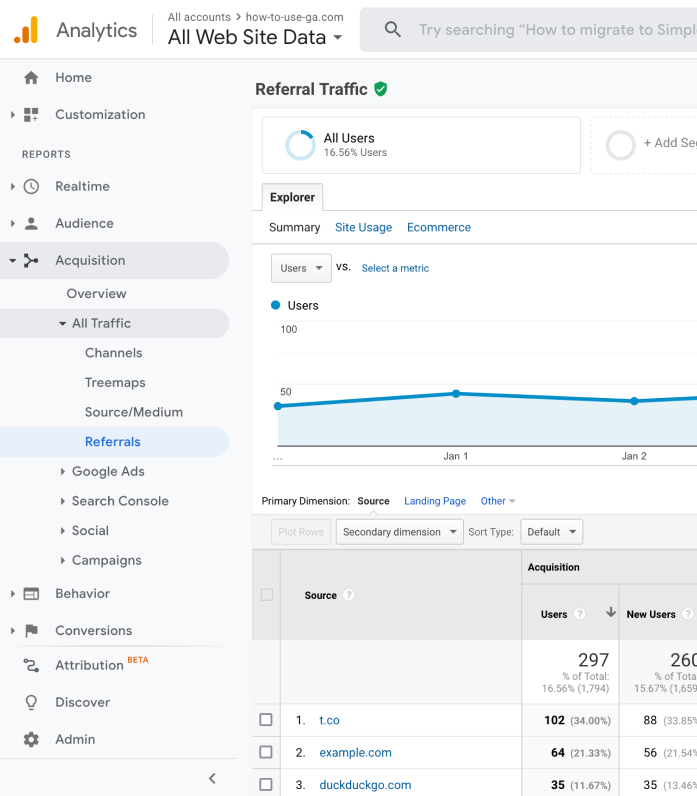 Analytics
All accounts > how-to-use-ga.com
All Web Site Data
Try searching “How to migrate to Simpl
Home
Customization
REPORTS
Realtime
Audience
Acquisition
Overview
All Traffic
Channels
Treemaps
Source/Medium
Referrals
Google Ads
Search Console
Social
Campaigns
Behavior
Conversions
Attribution BETA
Discover
Admin
Referral Traffic
All Users
16.56% Users
+ Add Seg
Explorer
Summary Site Usage Ecommerce
Users VS. Select a metric
Users
100
50
... Jan 1 Jan 2
Primary Dimension: Source Landing Page Other
Plot Rows Secondary dimension Sort Type: Default
Acquisition
Source ? Users ? New Users ?
297 260
% of Total: % of Total
16.56% (1,794) 15.67% (1,659
1. t.co 102 (34.00%) 88 (33.85%
2. example.com 64 (21.33%) 56 (21.54%
3. duckduckgo.com 35 (11.67%) 35 (13.46%